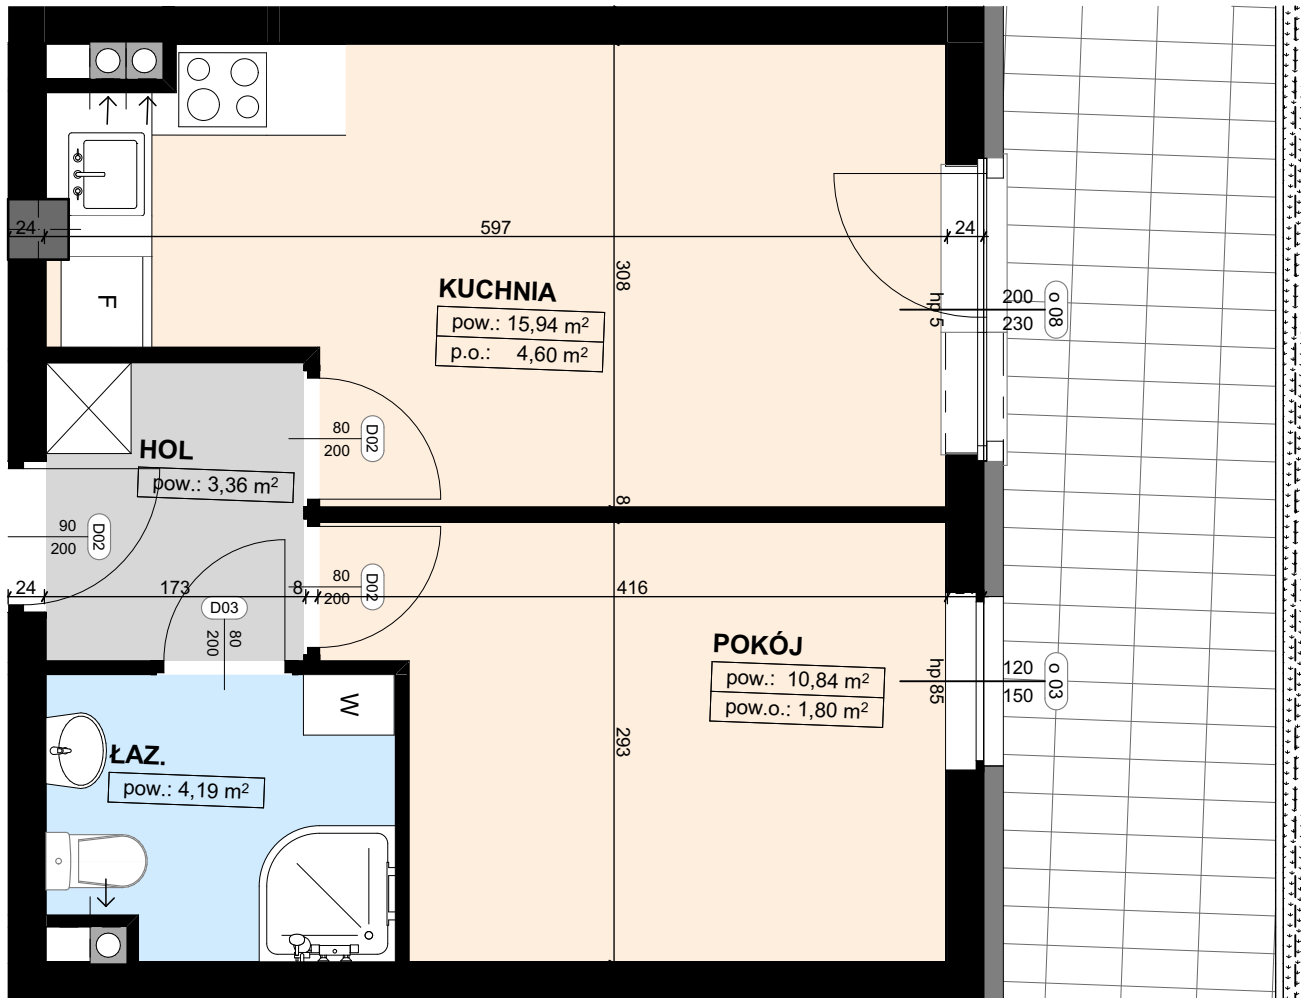 24
597
24
308
KUCHNIA
pow.: 15,94 m²
p.o.: 4,60 m²
F
hp 5
200
230
o 08
80
200
D02
HOL
pow.: 3,36 m²
8
90
200
D02
24
173
8
80
200
D02
416
D03
80
200
POKÓJ
pow.: 10,84 m²
pow.o.: 1,80 m²
hp 85
120
150
o 03
W
293
ŁAZ.
pow.: 4,19 m²